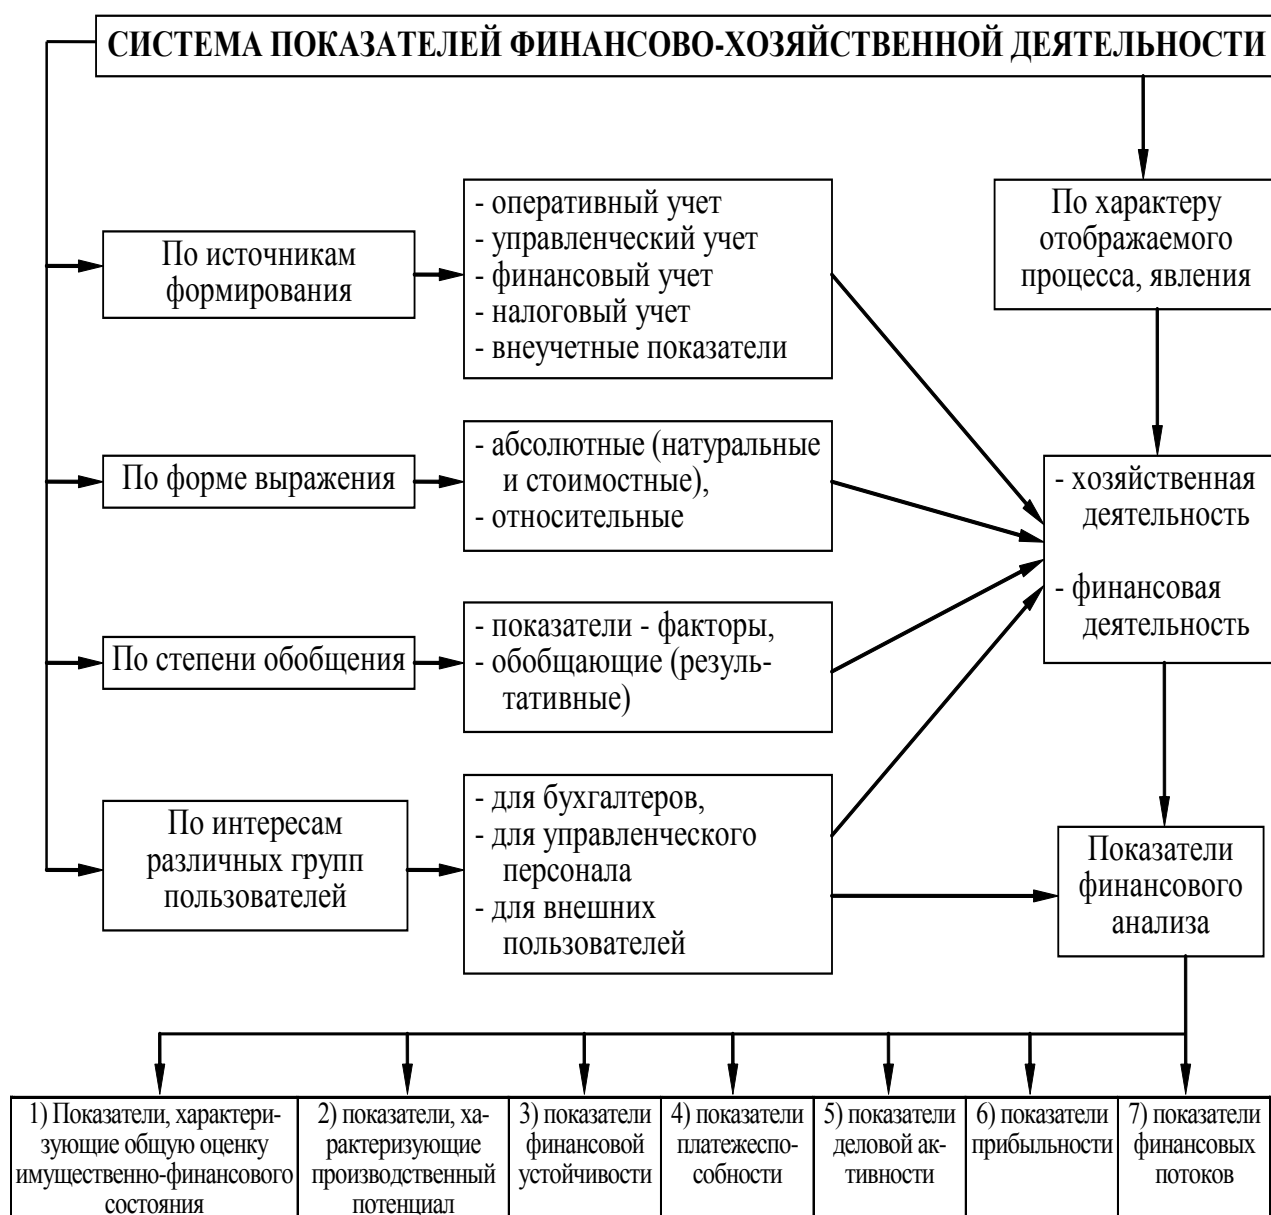 СИСТЕМА ПОКАЗАТЕЛЕЙ ФИНАНСОВО-ХОЗЯЙСТВЕННОЙ ДЕЯТЕЛЬНОСТИ
По источникам
формирования
- оперативный учет
- управленческий учет
- финансовый учет
- налоговый учет
- внеучетные показатели
По характеру
отображаемого
процесса, явления
По форме выражения
- абсолютные (натуральные
и стоимостные),
- относительные
- хозяйственная
деятельность
- финансовая
деятельность
По степени обобщения
- показатели - факторы,
- обобщающие (резуль-
тативные)
По интересам
различных групп
пользователей
- для бухгалтеров,
- для управленческого
персонала
- для внешних
пользователей
Показатели
финансового
анализа
1) Показатели, характери-
зующие общую оценку
имущественно-финансового
состояния
2) показатели, ха-
рактеризующие
производственный
потенциал
3) показатели
финансовой
устойчивости
4) показатели
платежеспо-
собности
5) показатели
деловой ак-
тивности
6) показатели
прибыльности
7) показатели
финансовых
потоков